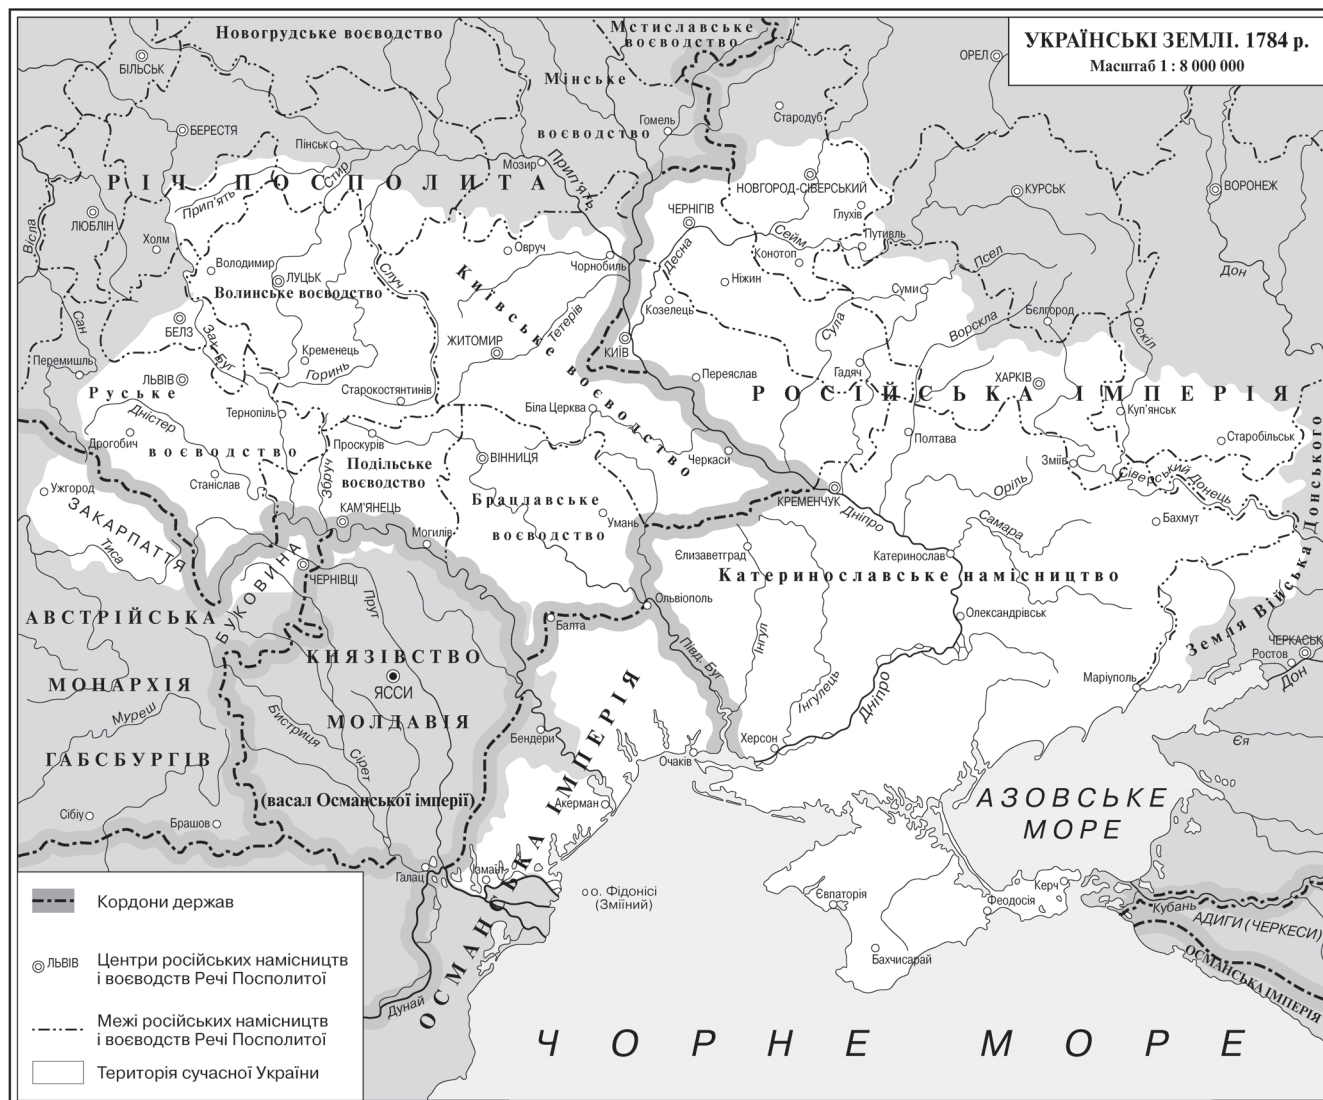 УКРАЇНСЬКІ ЗЕМЛІ. 1784 р.
Масштаб 1 : 8 000 000
Новогрудське воєводство
Мстиславське
воєводство
Мінське
воєводство
БІЛЬСЬК
ОРЕЛ
Стародуб
Гомель
БЕРЕСТЯ
Пінськ
Мозир
Прип'ять
Стир
РІЧ ПОСПОЛИТА
Прип'ять
НОВГОРОД-СІВЕРСЬКИЙ
КУРСЬК
ВОРОНЕЖ
ЛЮБЛІН
Вісла
Холм
ЧЕРНІГІВ
Глухів
Путивль
Сейм
Десна
Конотоп
Овруч
Чорнобиль
Володимир
ЛУЦЬК
Случ
Волинське воєводство
Київське воєводство
Ніжин
Псел
Дон
Суми
Козелець
Сан
БЕЛЗ
Зах. Буг
Тетерів
ЖИТОМИР
КИЇВ
Сула
Ворскла
Бєлгород
Оскіл
Перемишль
Кременець
Горинь
ЛЬВІВ
Старокостянтинів
Переяслав
Гадяч
ХАРКІВ
РОСІЙСЬКА ІМПЕРІЯ
Руське
воєводство
Дністер
Тернопіль
Біла Церква
Куп'янськ
Дрогобич
Проскурів
Полтава
Старобільськ
Збруч
Подільське
воєводство
ВІННИЦЯ
Черкаси
Зміїв
Сіверський Донець
Станіслав
Ужгород
ЗАКАРПАТТЯ
Тиса
КАМ'ЯНЕЦЬ
Брацлавське
воєводство
Умань
КРЕМЕНЧУК
Дніпро
Оріль
Самара
Бахмут
Могилів
Єлизаветград
Катеринослав
Земля Війська Донського
БУКОВИНА
ЧЕРНІВЦІ
Катеринославське намісництво
Прут
Ольвіополь
Балта
Олександрівськ
АВСТРІЙСЬКА
МОНАРХІЯ
ГАБСБУРГІВ
Муреш
КНЯЗІВСТВО
ЯССИ
МОЛДАВІЯ
Бистриця
Сірет
(васал Османської імперії)
Півд. Буг
Інгул
Інгулець
Дніпро
ЧЕРКАСЬК
Ростов
Дон
Маріуполь
Бендери
Херсон
Очаків
Єя
Акерман
ОСМАНСЬКА ІМПЕРІЯ
АЗОВСЬКЕ
МОРЕ
Сібіу
Брашов
Галац
Ізмаїл
о. Фідонісі
(Зміїний)
Євпаторія
Керч
Феодосія
Бахчисарай
Кубань
АДИГИ (ЧЕРКЕСИ)
ОСМАНСЬКА ІМПЕРІЯ
Дунай
ЧОРНЕ МОРЕ
Кордони держав
ЛЬВІВ
Центри російських намісництв
і воєводств Речі Посполитої
Межі російських намісництв
і воєводств Речі Посполитої
Територія сучасної України